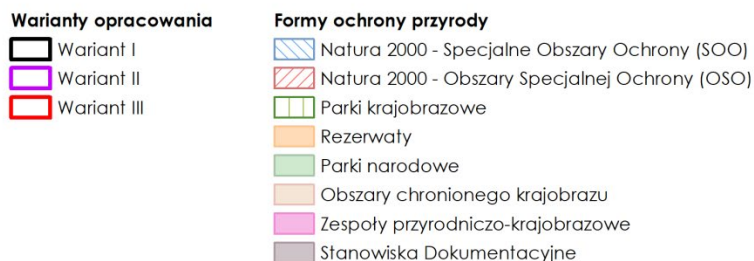 Warianty opracowania
Wariant I
Wariant II
Wariant III
Formy ochrony przyrody
Natura 2000 - Specjalne Obszary Ochrony (SOO)
Natura 2000 - Obszary Specjalnej Ochrony (OSO)
Parki krajobrazowe
Rezerwaty
Parki narodowe
Obszary chronionego krajobrazu
Zespoły przyrodniczo-krajobrazowe
Stanowiska Dokumentacyjne